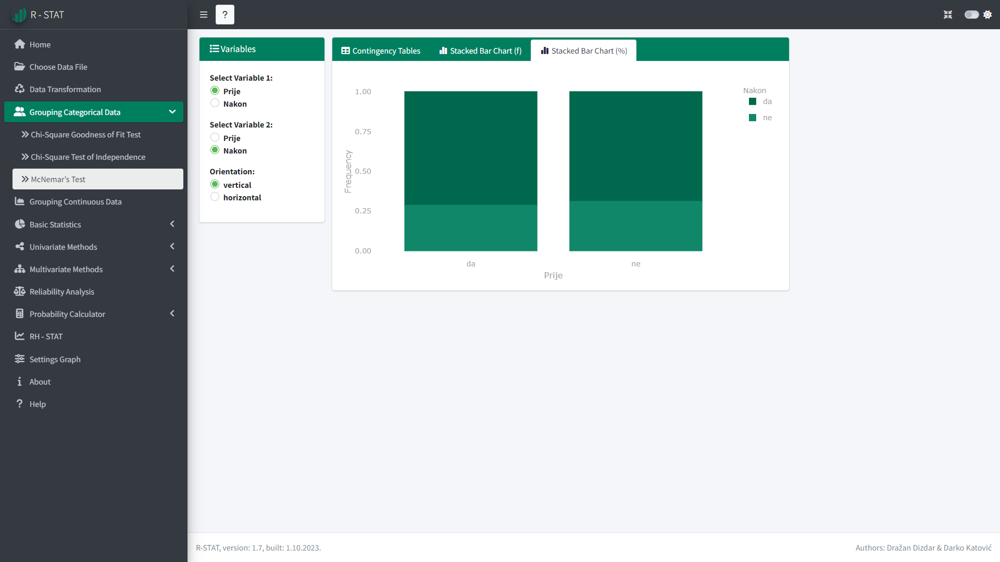 R - STAT
?
Home
Choose Data File
Data Transformation
Grouping Categorical Data
Chi-Square Goodness of Fit Test
Chi-Square Test of Independence
McNemar's Test
Grouping Continuous Data
Basic Statistics
Univariate Methods
Multivariate Methods
Reliability Analysis
Probability Calculator
RH - STAT
Settings Graph
About
Help
Variables
Select Variable 1:
Prije
Nakon
Select Variable 2:
Prije
Nakon
Orientation:
vertical
horizontal
Contingency Tables
Stacked Bar Chart (f)
Stacked Bar Chart (%)
1.00
0.75
0.50
0.25
0.00
Frequency
da
ne
Prije
Nakon
da
ne
R-STAT, version: 1.7, built: 1.10.2023.
Authors: Dražan Dizdar & Darko Katović